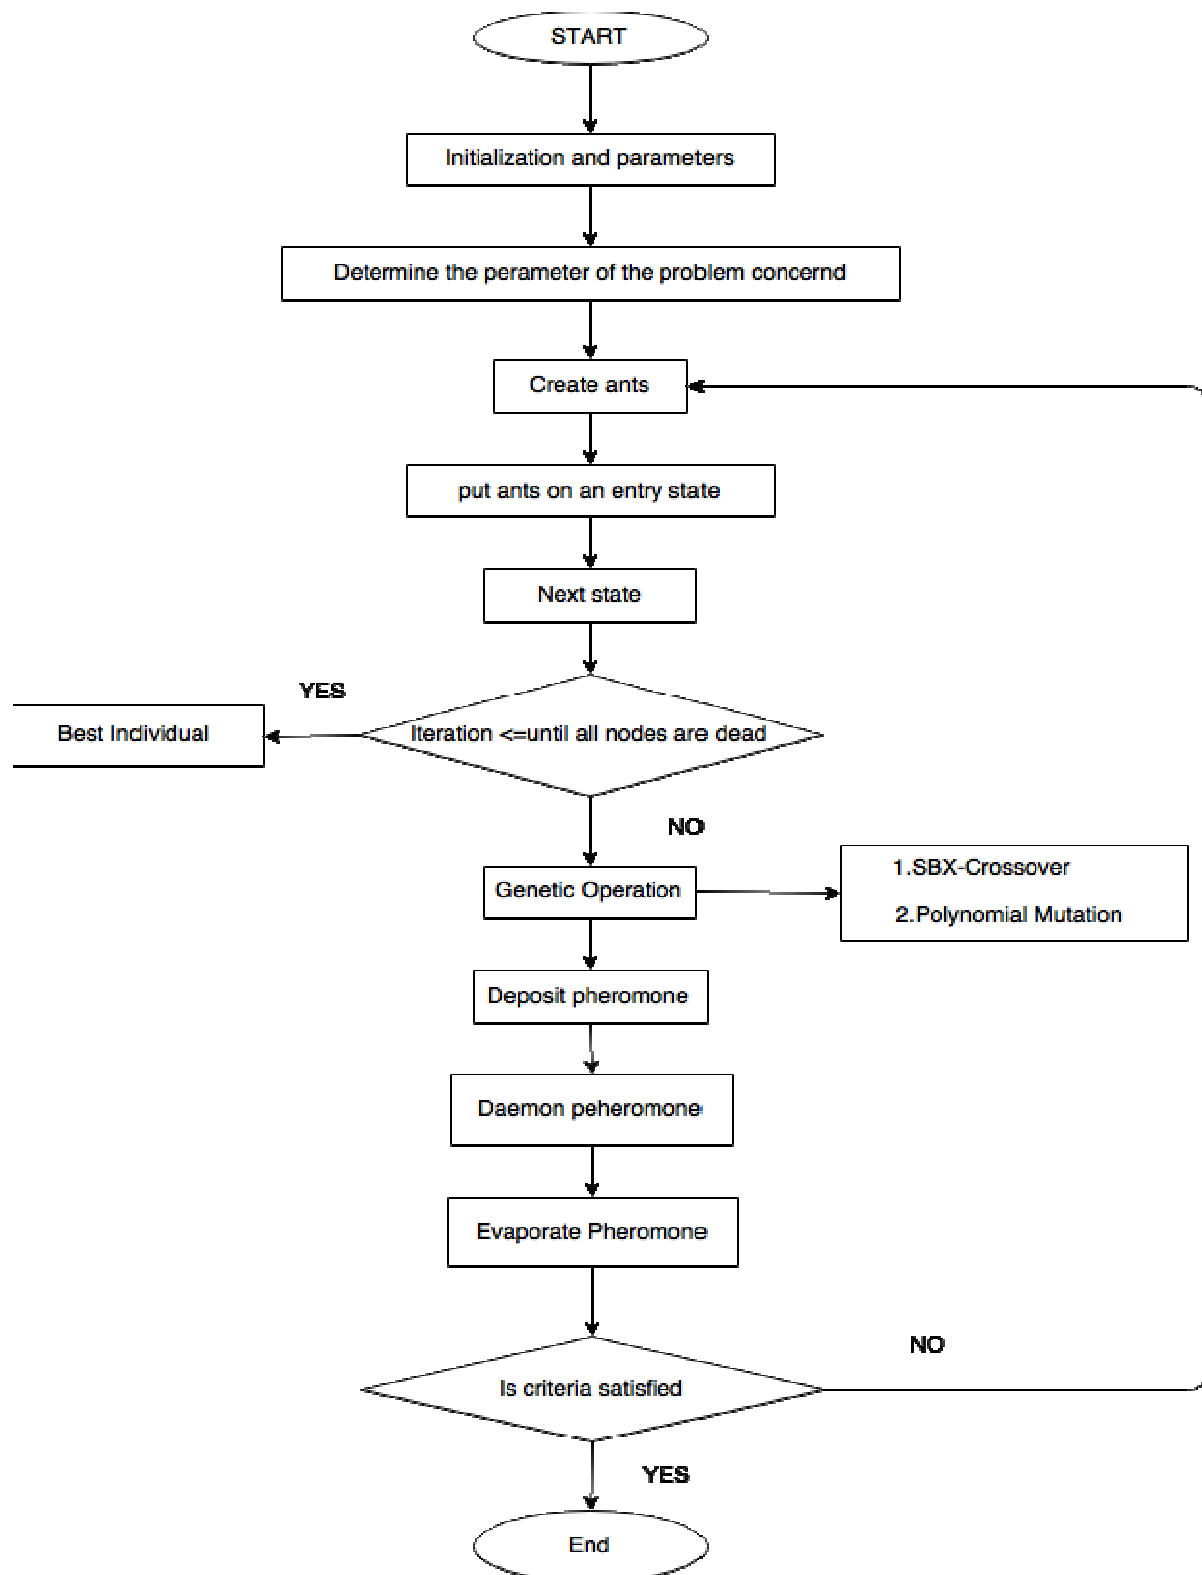 START
Initialization and parameters
Determine the perameter of the problem concernd
Create ants
put ants on an entry state
Next state
YES
Best Individual
Iteration <=until all nodes are dead
NO
Genetic Operation
1.SBX-Crossover
2.Polynomial Mutation
Deposit pheromone
Daemon peheromone
Evaporate Pheromone
NO
Is criteria satisfied
YES
End